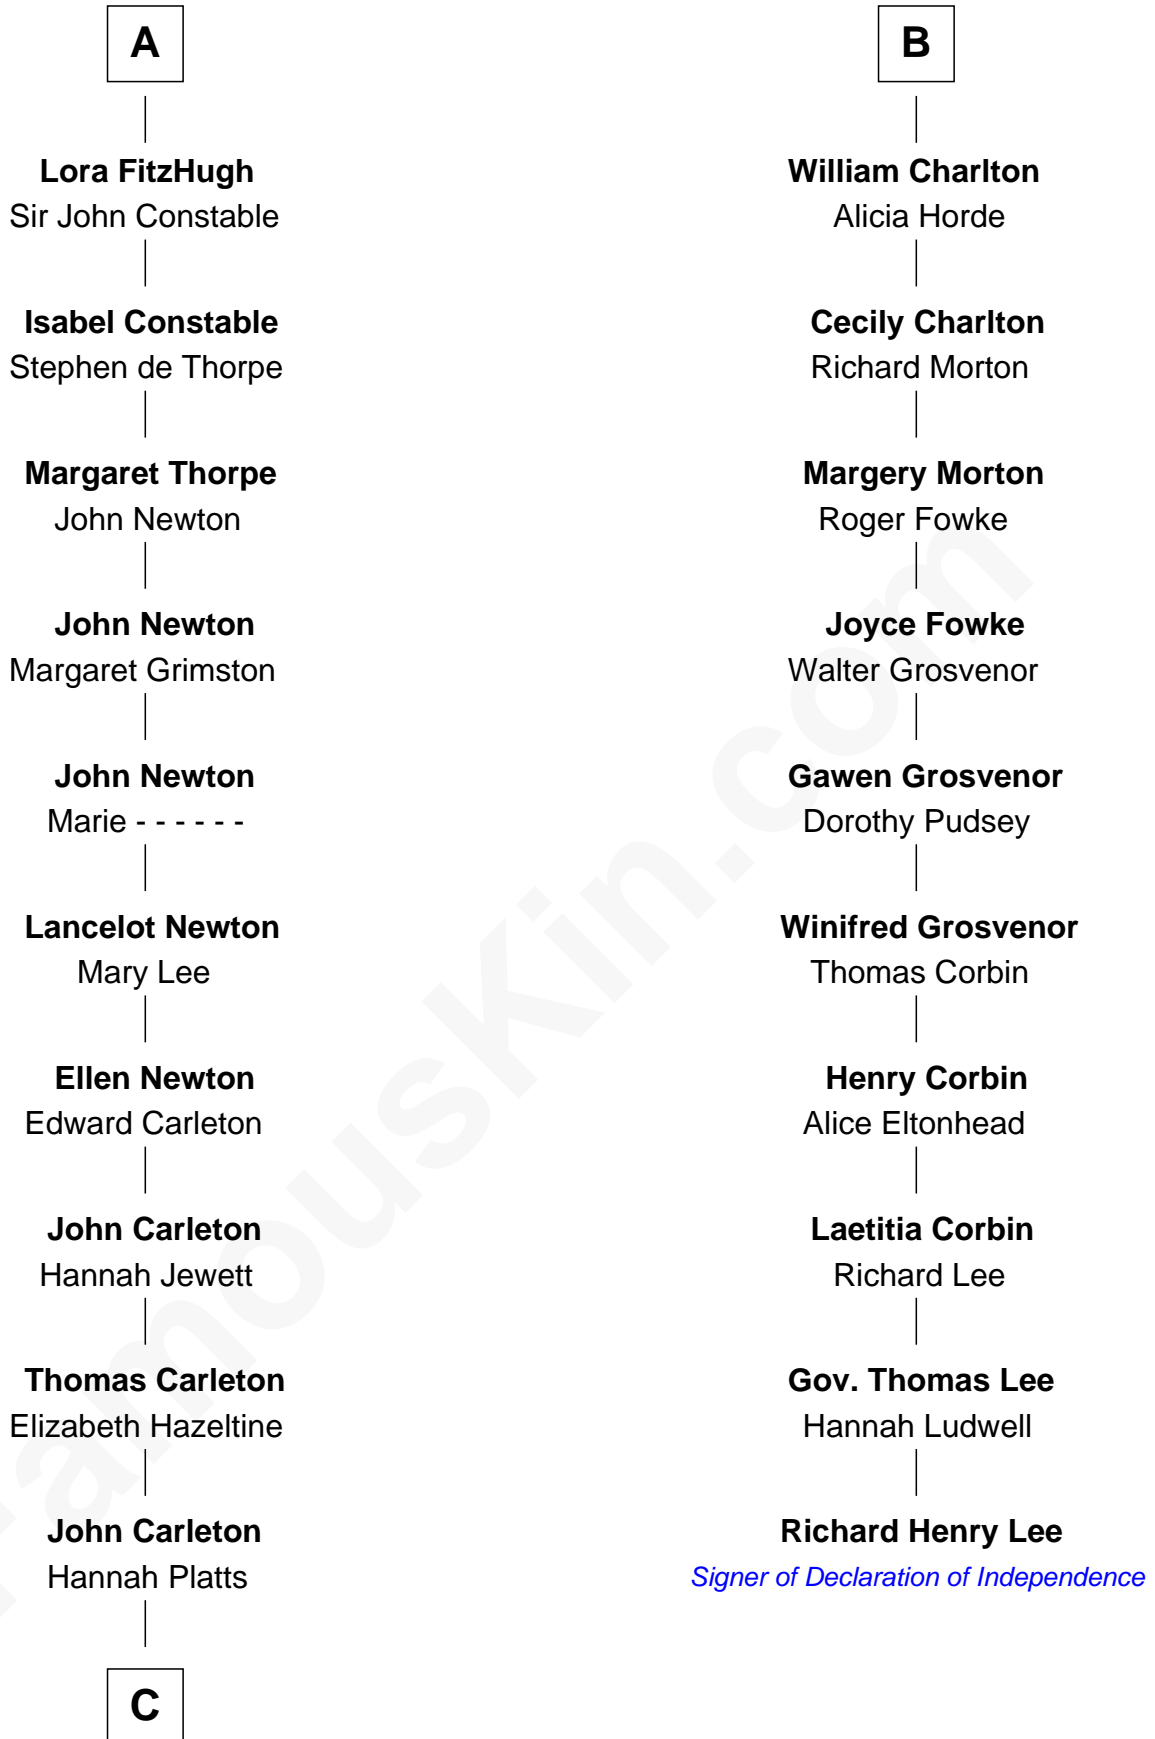 A
Lora FitzHugh
Sir John Constable
Isabel Constable
Stephen de Thorpe
Margaret Thorpe
John Newton
John Newton
Margaret Grimston
John Newton
Marie - - - - - -
Lancelot Newton
Mary Lee
Ellen Newton
Edward Carleton
John Carleton
Hannah Jewett
Thomas Carleton
Elizabeth Hazeltine
John Carleton
Hannah Platts
C
B
William Charlton
Alicia Horde
Cecily Charlton
Richard Morton
Margery Morton
Roger Fowke
Joyce Fowke
Walter Grosvenor
Gawen Grosvenor
Dorothy Pudsey
Winifred Grosvenor
Thomas Corbin
Henry Corbin
Alice Eltonhead
Laetitia Corbin
Richard Lee
Gov. Thomas Lee
Hannah Ludwell
Richard Henry Lee
Signer of Declaration of Independence
FamousKin.com